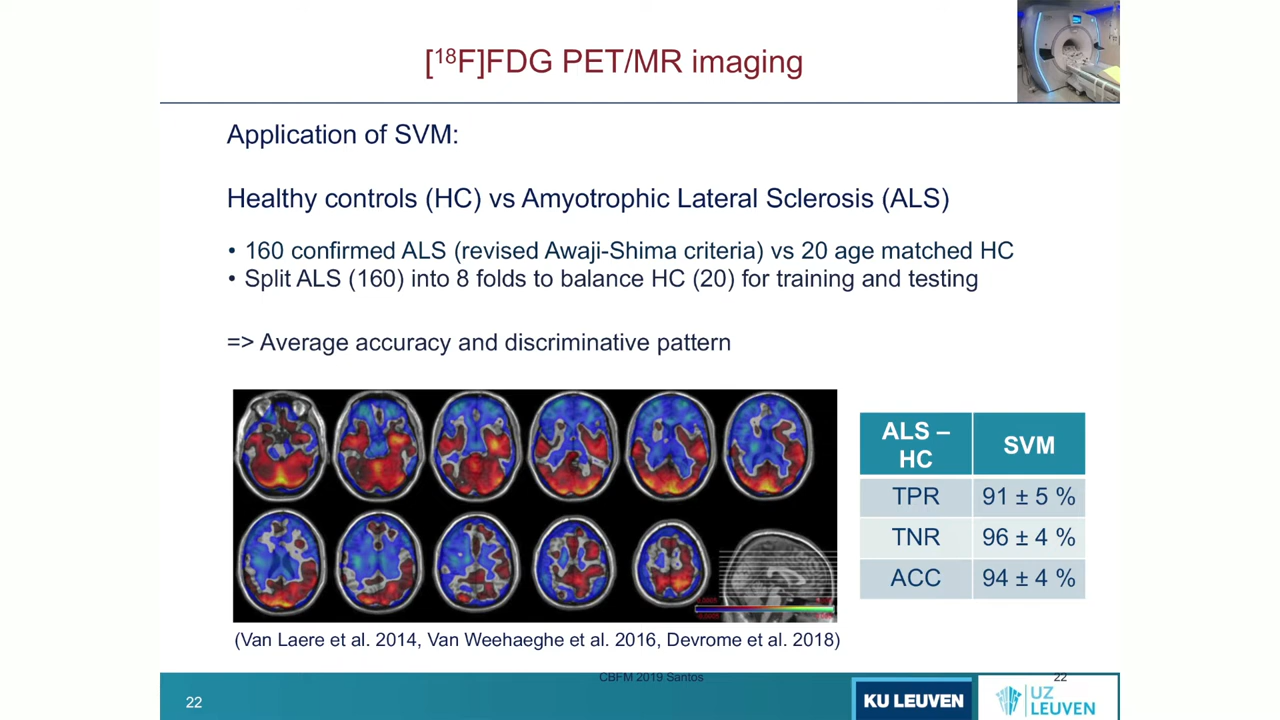 [¹⁸F]FDG PET/MR imaging
Application of SVM:
Healthy controls (HC) vs Amyotrophic Lateral Sclerosis (ALS)
• 160 confirmed ALS (revised Awaji-Shima criteria) vs 20 age matched HC
• Split ALS (160) into 8 folds to balance HC (20) for training and testing
=> Average accuracy and discriminative pattern
ALS – HC SVM
TPR 91 ± 5 %
TNR 96 ± 4 %
ACC 94 ± 4 %
(Van Laere et al. 2014, Van Weehaeghe et al. 2016, Devrome et al. 2018)
CBFM 2019 Santos
22
22
KU LEUVEN
UZ
LEUVEN